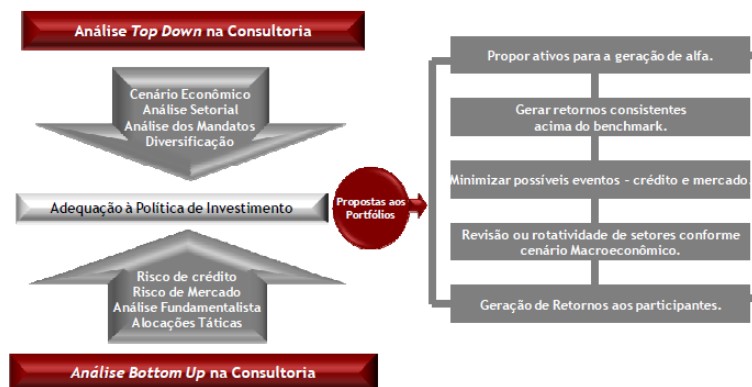 Análise Top Down na Consultoria
Cenário Econômico
Análise Setorial
Análise dos Mandatos
Diversificação
Adequação à Política de Investimento
Risco de crédito
Risco de Mercado
Análise Fundamentalista
Alocações Táticas
Análise Bottom Up na Consultoria
Propostas aos
Portfólios
Propor ativos para a geração de alfa.
Gerar retornos consistentes
acima do benchmark.
Minimizar possíveis eventos – crédito e mercado.
Revisão ou rotatividade de setores conforme
cenário Macroeconômico.
Geração de Retornos aos participantes.